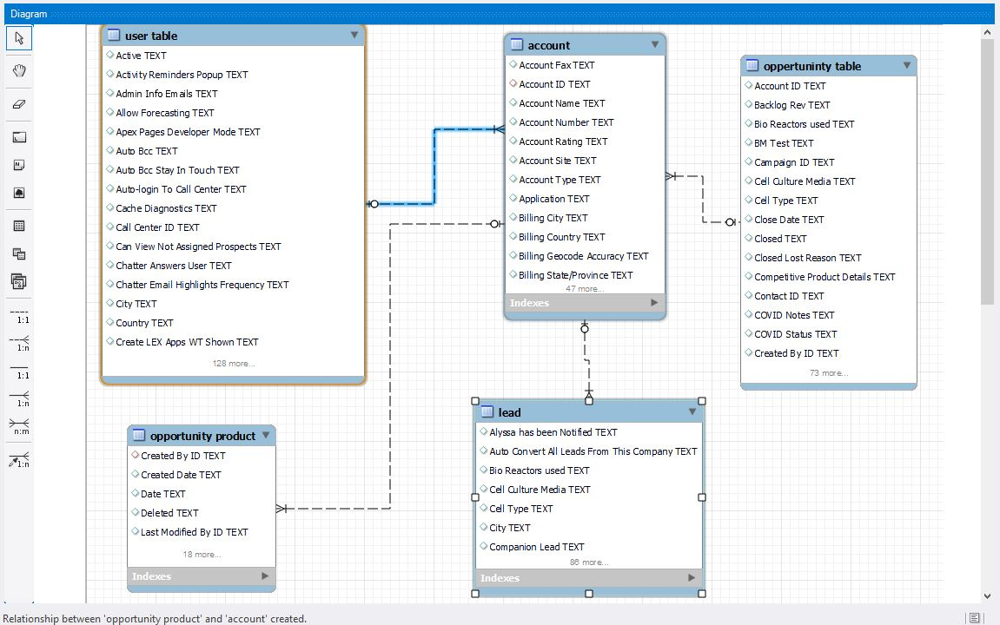 Diagram
user table
Active TEXT
Activity Reminders Popup TEXT
Admin Info Emails TEXT
Allow Forecasting TEXT
Apex Pages Developer Mode TEXT
Auto Bcc TEXT
Auto Bcc Stay In Touch TEXT
Auto-login To Call Center TEXT
Cache Diagnostics TEXT
Call Center ID TEXT
Can View Not Assigned Prospects TEXT
Chatter Answers User TEXT
Chatter Email Highlights Frequency TEXT
City TEXT
Country TEXT
Create LEX Apps WT Shown TEXT
128 more...
account
Account Fax TEXT
Account ID TEXT
Account Name TEXT
Account Number TEXT
Account Rating TEXT
Account Site TEXT
Account Type TEXT
Application TEXT
Billing City TEXT
Billing Country TEXT
Billing Geocode Accuracy TEXT
Billing State/Province TEXT
47 more...
Indexes
oppertuninty table
Account ID TEXT
Backlog Rev TEXT
Bio Reactors used TEXT
BM Test TEXT
Campaign ID TEXT
Cell Culture Media TEXT
Cell Type TEXT
Close Date TEXT
Closed TEXT
Closed Lost Reason TEXT
Competitive Product Details TEXT
Contact ID TEXT
COVID Notes TEXT
COVID Status TEXT
Created By ID TEXT
73 more...
1:1
1:n
1:1
1:n
n:m
1:n
opportunity product
Created By ID TEXT
Created Date TEXT
Date TEXT
Deleted TEXT
Last Modified By ID TEXT
18 more...
Indexes
lead
Alyssa has been Notified TEXT
Auto Convert All Leads From This Company TEXT
Bio Reactors used TEXT
Cell Culture Media TEXT
Cell Type TEXT
City TEXT
Companion Lead TEXT
86 more...
Indexes
Relationship between 'opportunity product' and 'account' created.